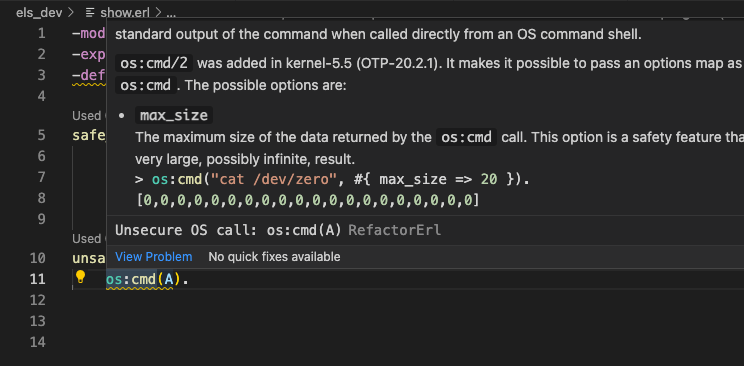 els_dev > show.erl > ...
standard output of the command when called directly from an OS command shell.
1 -mod
os:cmd/2 was added in kernel-5.5 (OTP-20.2.1). It makes it possible to pass an options map as
2 -exp
3 -def
os:cmd . The possible options are:
4
Used
• max_size
5 safe_
The maximum size of the data returned by the os:cmd call. This option is a safety feature tha
6
very large, possibly infinite, result.
7
> os:cmd("cat /dev/zero", #{ max_size => 20 }).
8
[0,0,0,0,0,0,0,0,0,0,0,0,0,0,0,0,0,0,0,0]
9
Unsecure OS call: os:cmd(A) RefactorErl
Used
10 unsa
View Problem No quick fixes available
11 os:cmd(A).
12
13
14